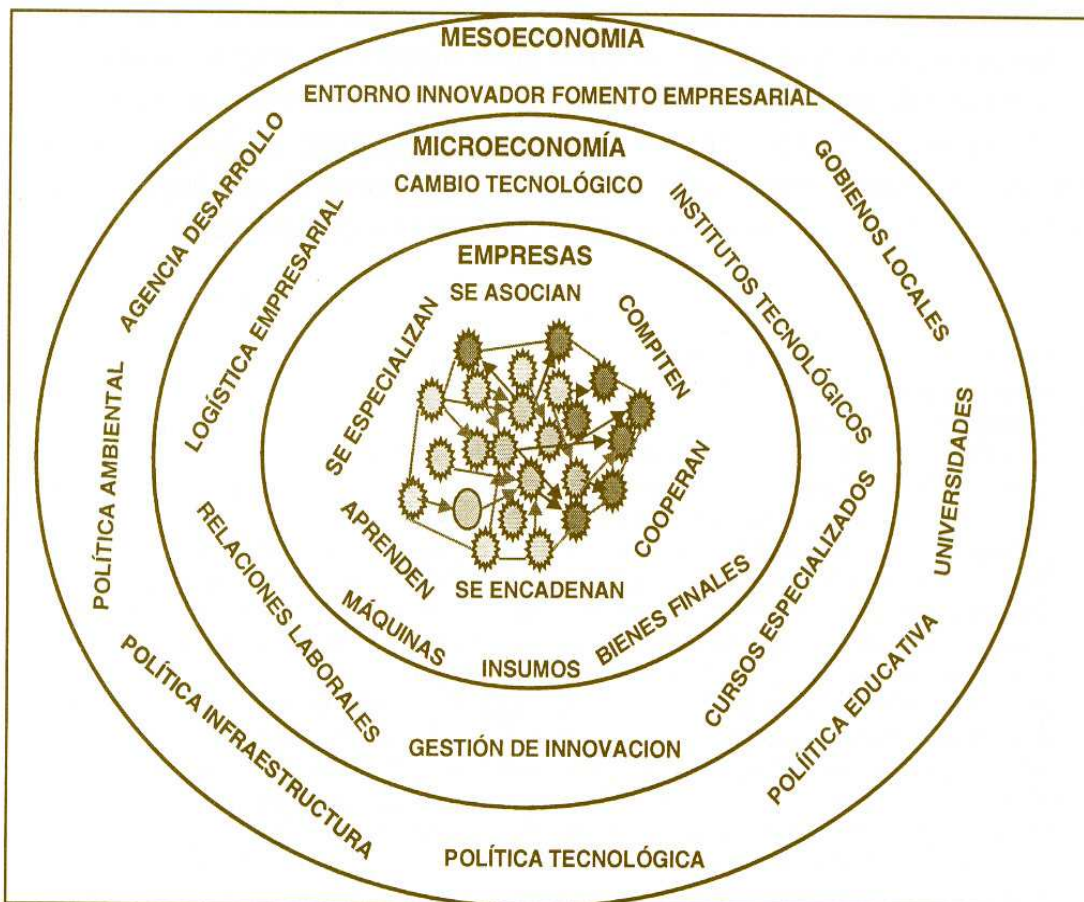 MESOECONOMIA
ENTORNO INNOVADOR FOMENTO EMPRESARIAL
AGENCIA DESARROLLO
GOBIENOS LOCALES
POLÍTICA AMBIENTAL
UNIVERSIDADES
POLÍTICA INFRAESTRUCTURA
POLÍITICA EDUCATIVA
POLÍTICA TECNOLÓGICA
MICROECONOMÍA
CAMBIO TECNOLÓGICO
LOGÍSTICA EMPRESARIAL
INSTITUTOS TECNOLÓGICOS
RELACIONES LABORALES
CURSOS ESPECIALIZADOS
GESTIÓN DE INNOVACION
EMPRESAS
SE ASOCIAN
SE ESPECIALIZAN
COMPITEN
APRENDEN
COOPERAN
SE ENCADENAN
MÁQUINAS
INSUMOS
BIENES FINALES